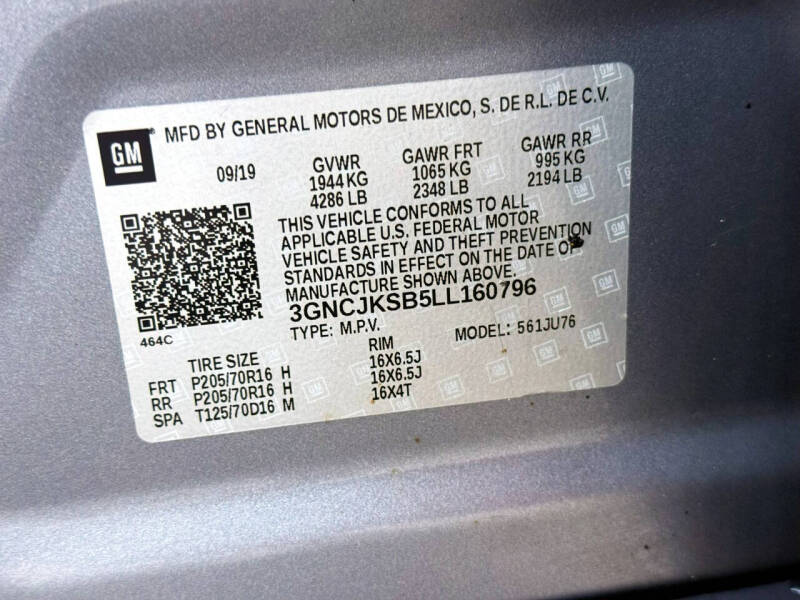 GM
MFD BY GENERAL MOTORS DE MEXICO, S. DE R.L. DE C.V.
09/19 GVWR GAWR FRT GAWR RR
1944 KG 1065 KG 995 KG
4286 LB 2348 LB 2194 LB
THIS VEHICLE CONFORMS TO ALL
APPLICABLE U.S. FEDERAL MOTOR
VEHICLE SAFETY AND THEFT PREVENTION
STANDARDS IN EFFECT ON THE DATE OF
MANUFACTURE SHOWN ABOVE.
3GNCJKSB5LL160796
464C
TYPE: M.P.V. MODEL: 561JU76
TIRE SIZE RIM
FRT P205/70R16 H 16X6.5J
RR P205/70R16 H 16X6.5J
SPA T125/70D16 M 16X4T